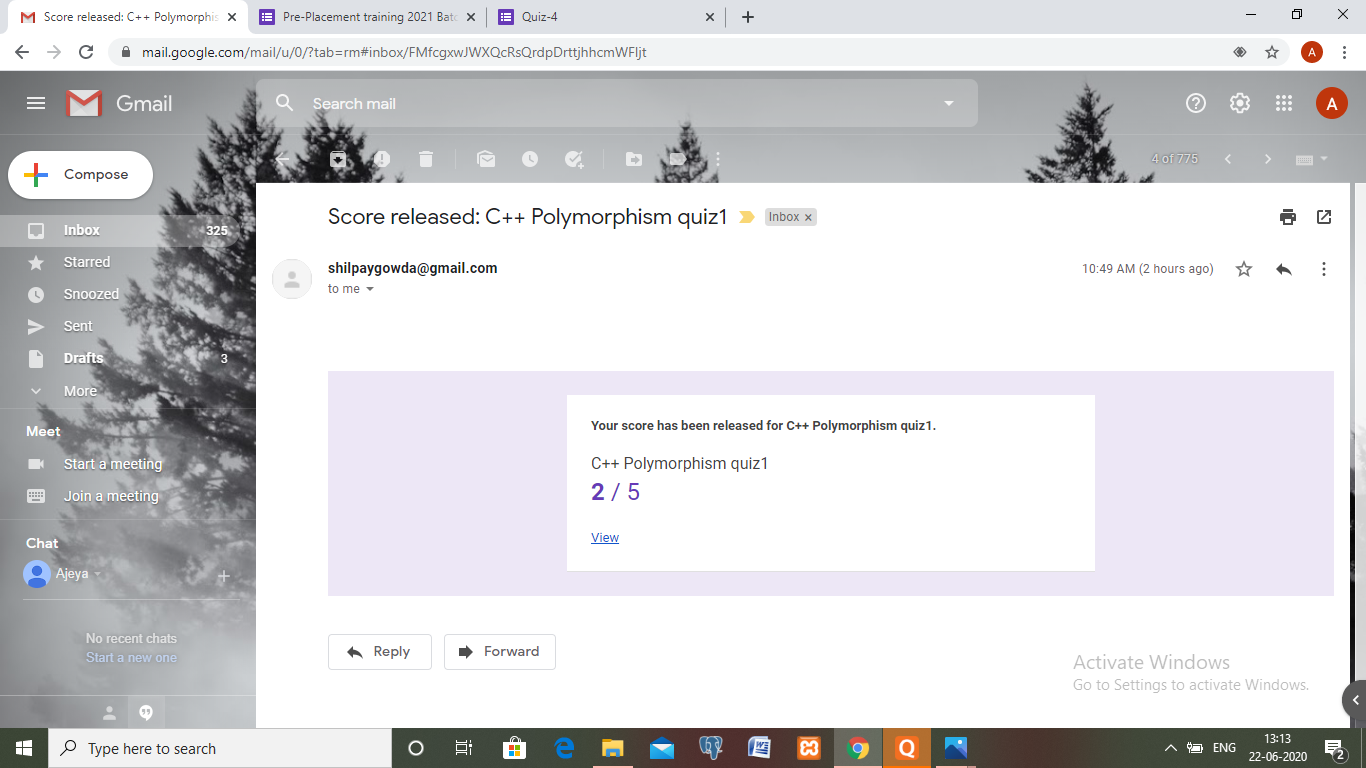 Score released: C++ Polymorphis
Pre-Placement training 2021 Batc
Quiz-4
mail.google.com/mail/u/0/?tab=rm#inbox/FMfcgxwJWXQcRsQrdpDrttjhhcmWFljt
A
Gmail
Search mail
A
Compose
4 of 775
Inbox 325
Starred
Snoozed
Sent
Drafts 3
More
Meet
Start a meeting
Join a meeting
Chat
Ajeya
No recent chats
Start a new one
Score released: C++ Polymorphism quiz1
Inbox x
shilpaygowda@gmail.com
10:49 AM (2 hours ago)
to me
Your score has been released for C++ Polymorphism quiz1.
C++ Polymorphism quiz1
2 / 5
View
Reply
Forward
Activate Windows
Go to Settings to activate Windows.
Type here to search
ENG
13:13
22-06-2020
2